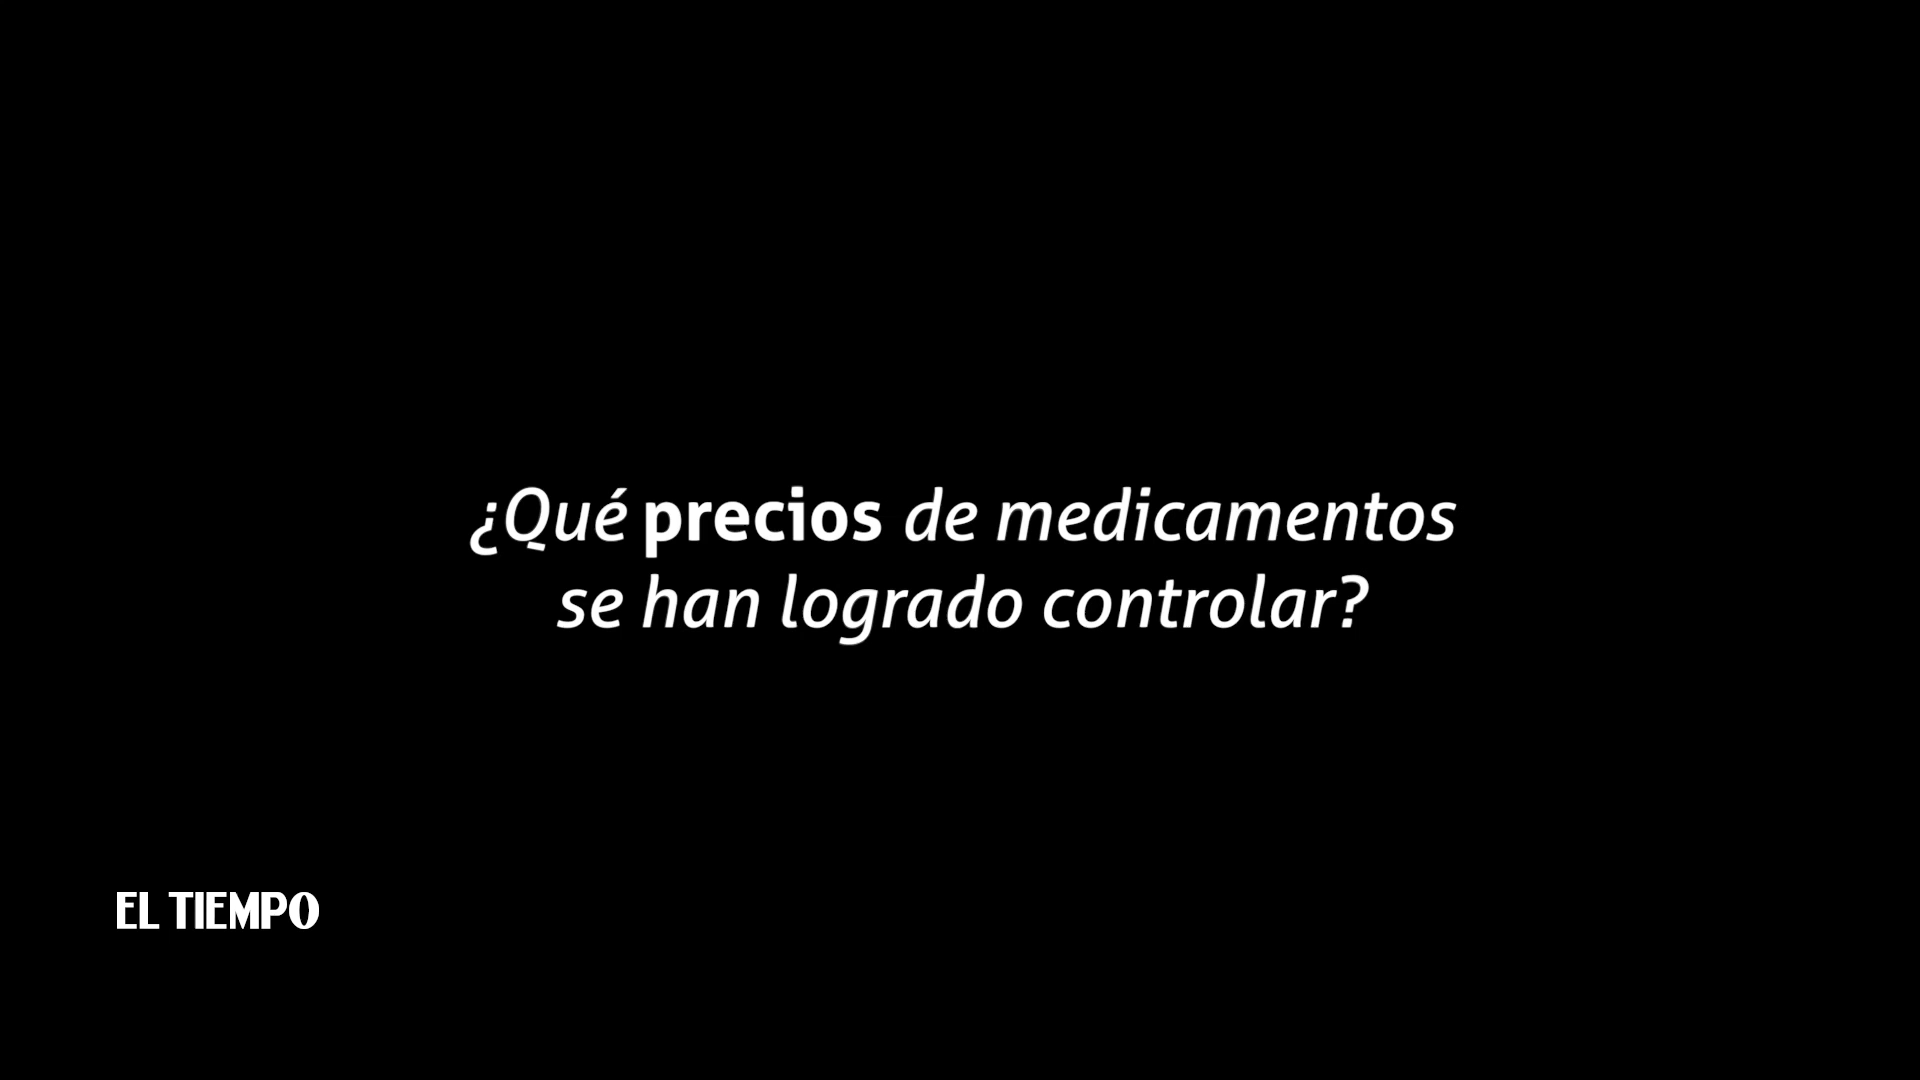 ¿Qué precios de medicamentos
se han logrado controlar?
EL TIEMPO